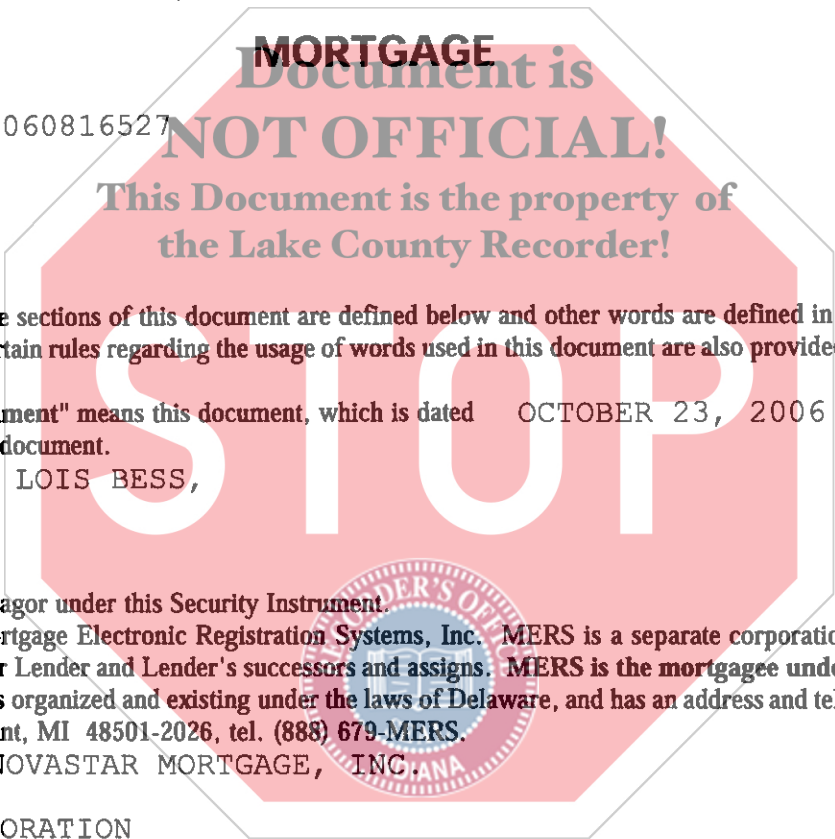 MORTGAGE
Document is
060816527
NOT OFFICIAL!
This Document is the property of
the Lake County Recorder!
e sections of this document are defined below and other words are defined in
tain rules regarding the usage of words used in this document are also provide
ument" means this document, which is dated OCTOBER 23, 2006
document.
LOIS BESS,
STOP
agor under this Security Instrument.
rtgage Electronic Registration Systems, Inc. MERS is a separate corporatio
r Lender and Lender's successors and assigns. MERS is the mortgagee unde
s organized and existing under the laws of Delaware, and has an address and te
nt, MI 48501-2026, tel. (888) 679-MERS.
NOVASTAR MORTGAGE, INC.
ORATION